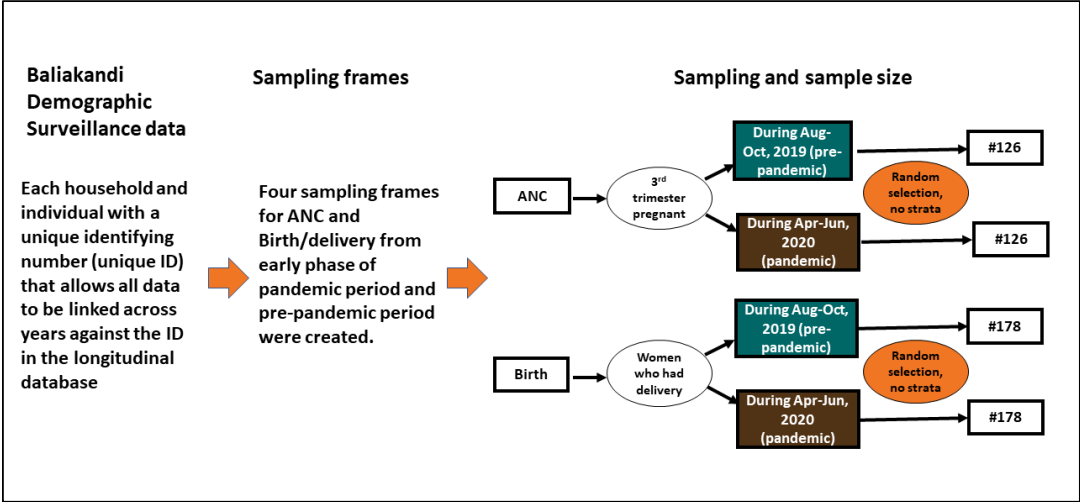 Baliakandi
Demographic
Surveillance data
Each household and
individual with a
unique identifying
number (unique ID)
that allows all data
to be linked across
years against the ID
in the longitudinal
database
Sampling frames
Four sampling frames
for ANC and
Birth/delivery from
early phase of
pandemic period and
pre-pandemic period
were created.
Sampling and sample size
ANC
3rd
trimester
pregnant
During Aug-
Oct, 2019 (pre-
pandemic)
#126
Random
selection,
no strata
During Apr-Jun,
2020
(pandemic)
#126
Birth
Women
who had
delivery
During Aug-Oct,
2019 (pre-
pandemic)
#178
Random
selection,
no strata
During Apr-Jun,
2020
(pandemic)
#178